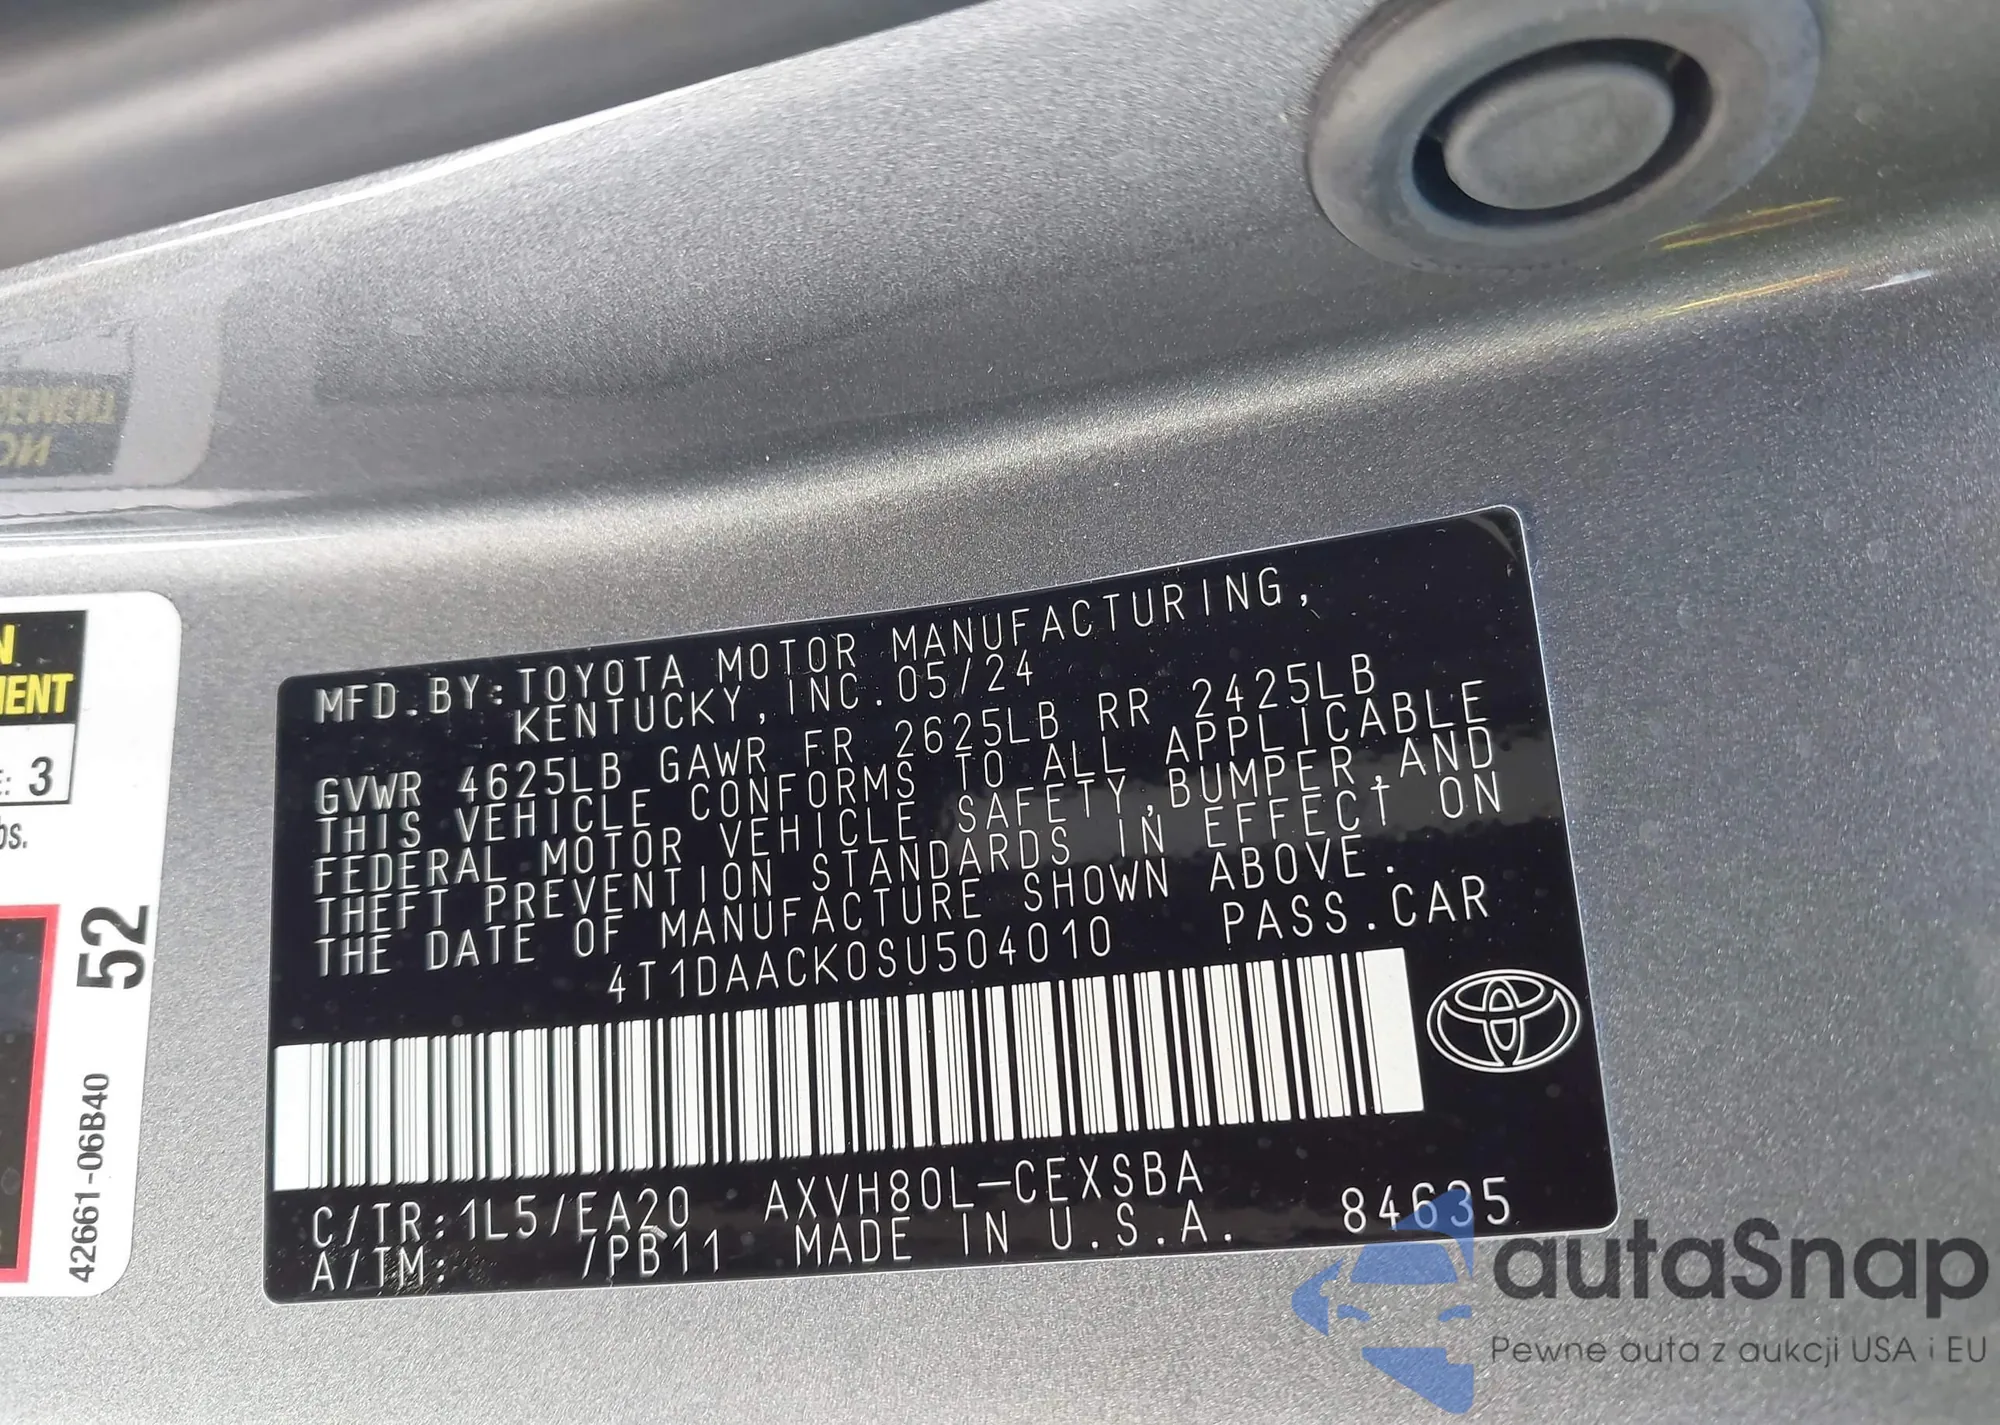 MFD.BY:TOYOTA MOTOR MANUFACTURING,
KENTUCKY,INC.05/24
GVWR 4625LB GAWR FR 2625LB RR 2425LB
THIS VEHICLE CONFORMS TO ALL APPLICABLE
FEDERAL MOTOR VEHICLE SAFETY,BUMPER,AND
THEFT PREVENTION STANDARDS IN EFFECT ON
THE DATE OF MANUFACTURE SHOWN ABOVE.
4T1DAACK0SU504010 PASS.CAR
C/TR:1L5/EA20 AXVH80L-CEXSBA 84635
A/TM: /PB11 MADE IN U.S.A.
: 3
52
42661-06B40
autaSnap
Pewne auta z aukcji USA i EU